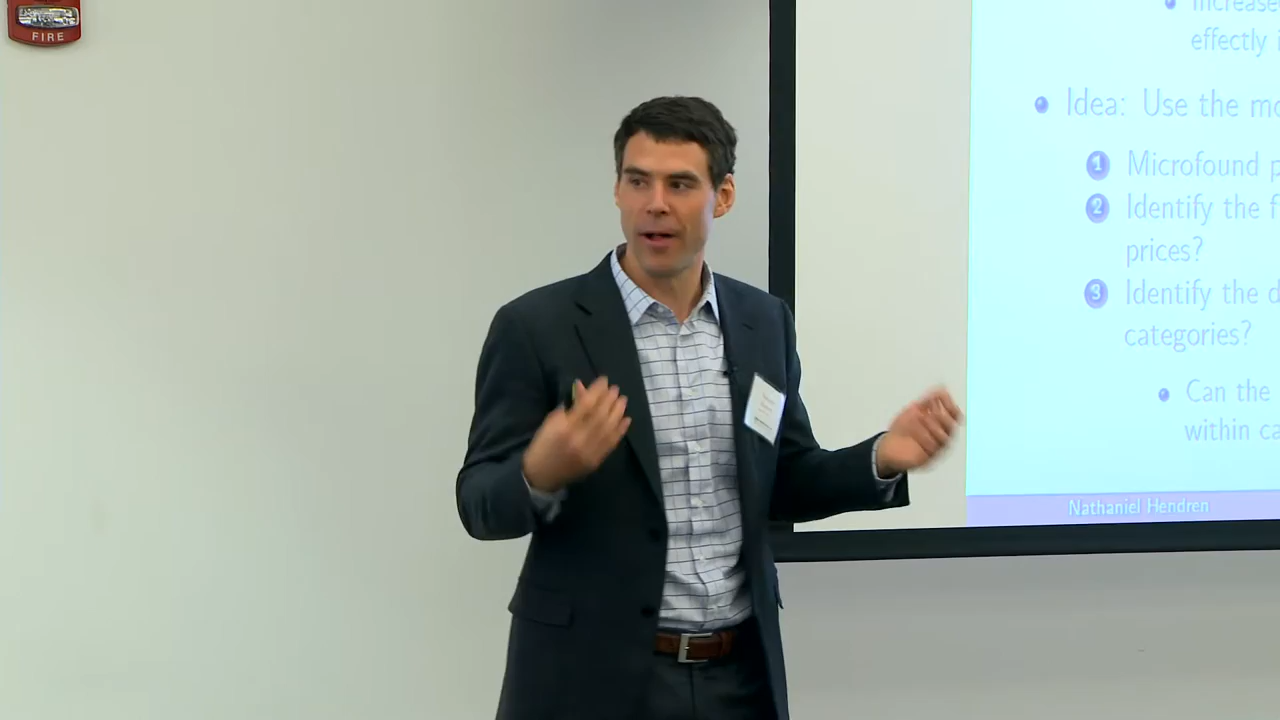 FIRE
Increase
effectly i
Idea: Use the mo
1 Microfound p
2 Identify the f
prices?
3 Identify the d
categories?
Can the
within ca
Nathaniel Hendren